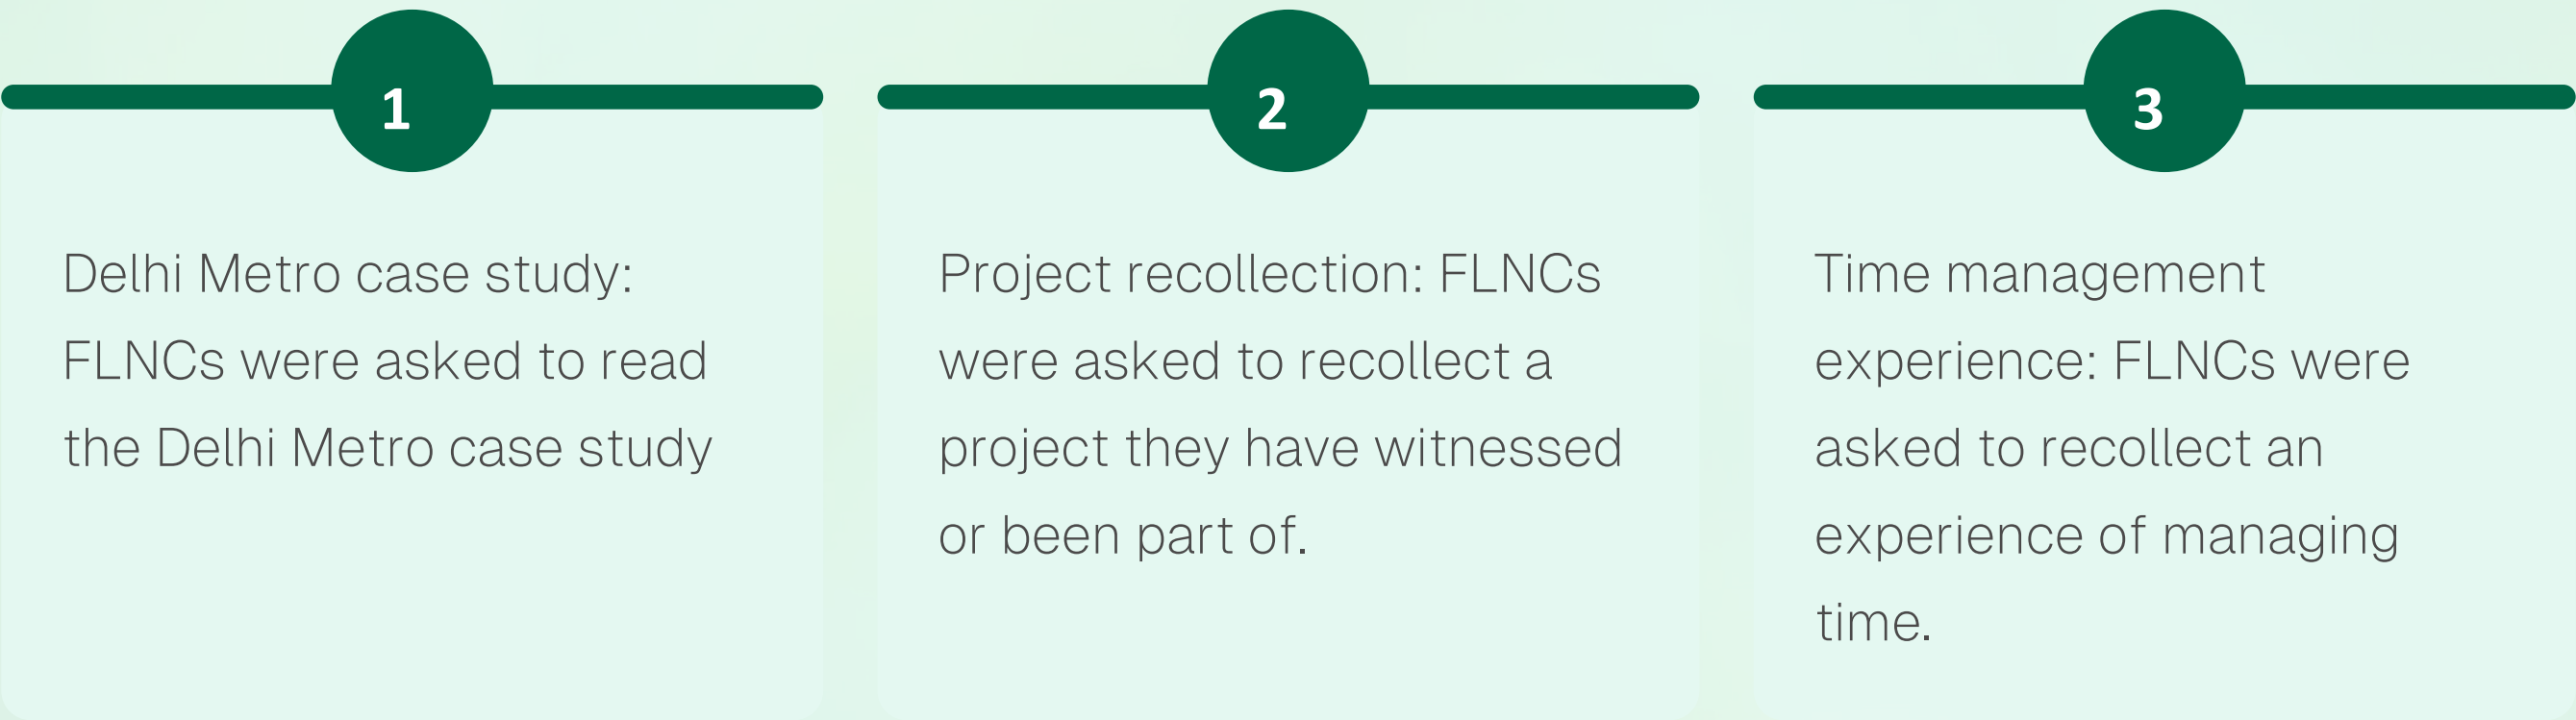 1
Delhi Metro case study:
FLNCs were asked to read
the Delhi Metro case study
2
Project recollection: FLNCs
were asked to recollect a
project they have witnessed
or been part of.
3
Time management
experience: FLNCs were
asked to recollect an
experience of managing
time.